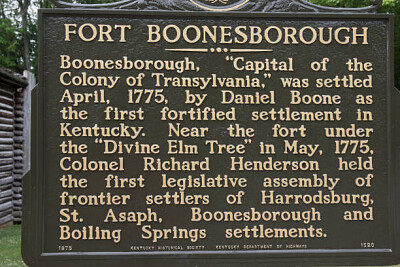 FORT BOONESBOROUGH
Boonesborough, "Capital of the
Colony of Transylvania," was settled
April, 1775, by Daniel Boone as
the first fortified settlement in
Kentucky. Near the fort under
the "Divine Elm Tree" in May, 1775,
Colonel Richard Henderson held
the first legislative assembly of
frontier settlers of Harrodsburg,
St. Asaph, Boonesborough and
Boiling Springs settlements.
1975 KENTUCKY HISTORICAL SOCIETY KENTUCKY DEPARTMENT OF HIGHWAYS 1520